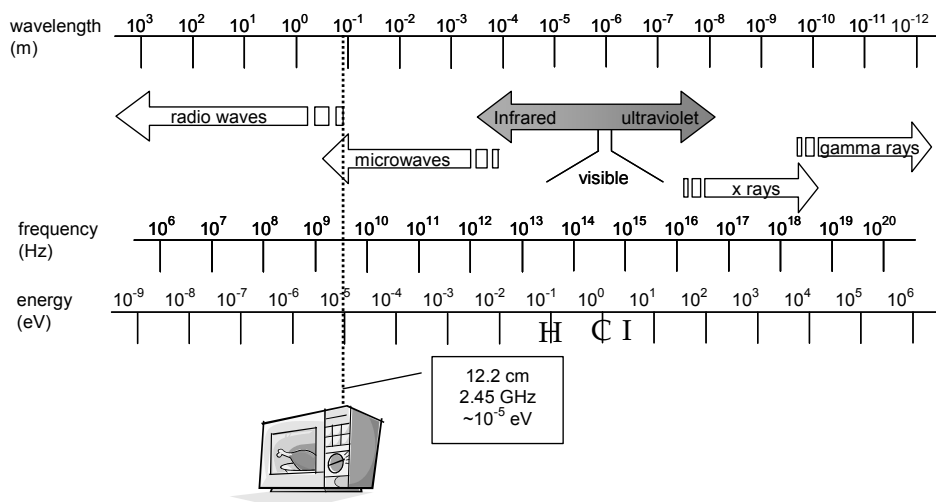 wavelength (m) 10³ 10² 10¹ 10⁰ 10⁻¹ 10⁻² 10⁻³ 10⁻⁴ 10⁻⁵ 10⁻⁶ 10⁻⁷ 10⁻⁸ 10⁻⁹ 10⁻¹⁰ 10⁻¹¹ 10⁻¹²
radio waves
Infrared ultraviolet
microwaves
gamma rays
visible
x rays
frequency (Hz) 10⁶ 10⁷ 10⁸ 10⁹ 10¹⁰ 10¹¹ 10¹² 10¹³ 10¹⁴ 10¹⁵ 10¹⁶ 10¹⁷ 10¹⁸ 10¹⁹ 10²⁰
energy (eV) 10⁻⁹ 10⁻⁸ 10⁻⁷ 10⁻⁶ 10⁻⁵ 10⁻⁴ 10⁻³ 10⁻² 10⁻¹ 10⁰ 10¹ 10² 10³ 10⁴ 10⁵ 10⁶
H C I
12.2 cm
2.45 GHz
~10⁻⁵ eV